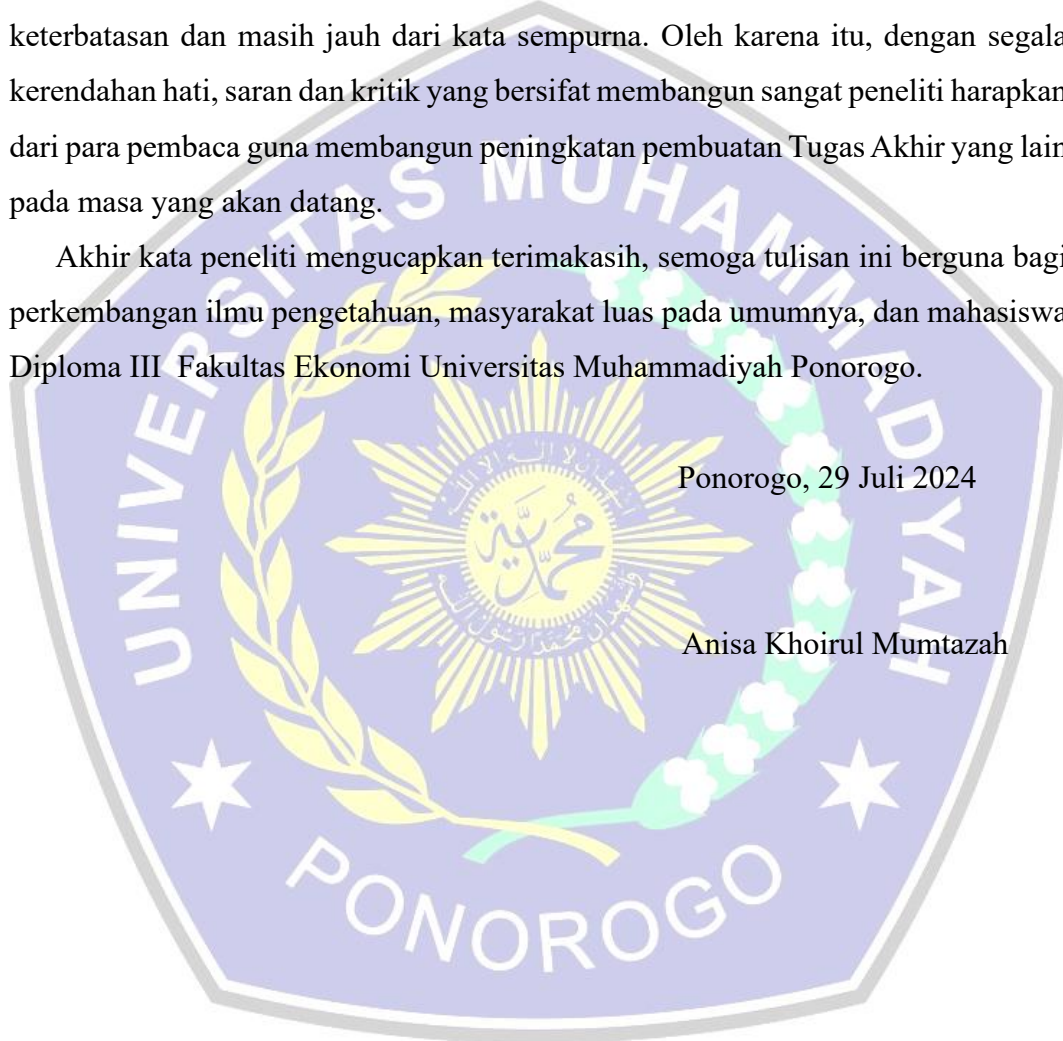 keterbatasan dan masih jauh dari kata sempurna. Oleh karena itu, dengan segala
kerendahan hati, saran dan kritik yang bersifat membangun sangat peneliti harapkan
dari para pembaca guna membangun peningkatan pembuatan Tugas Akhir yang lain
pada masa yang akan datang.
Akhir kata peneliti mengucapkan terimakasih, semoga tulisan ini berguna bagi
perkembangan ilmu pengetahuan, masyarakat luas pada umumnya, dan mahasiswa
Diploma III  Fakultas Ekonomi Universitas Muhammadiyah Ponorogo.
Ponorogo, 29 Juli 2024
Anisa Khoirul Mumtazah
UNIVERSITAS MUHAMMADIYAH
PONOROGO